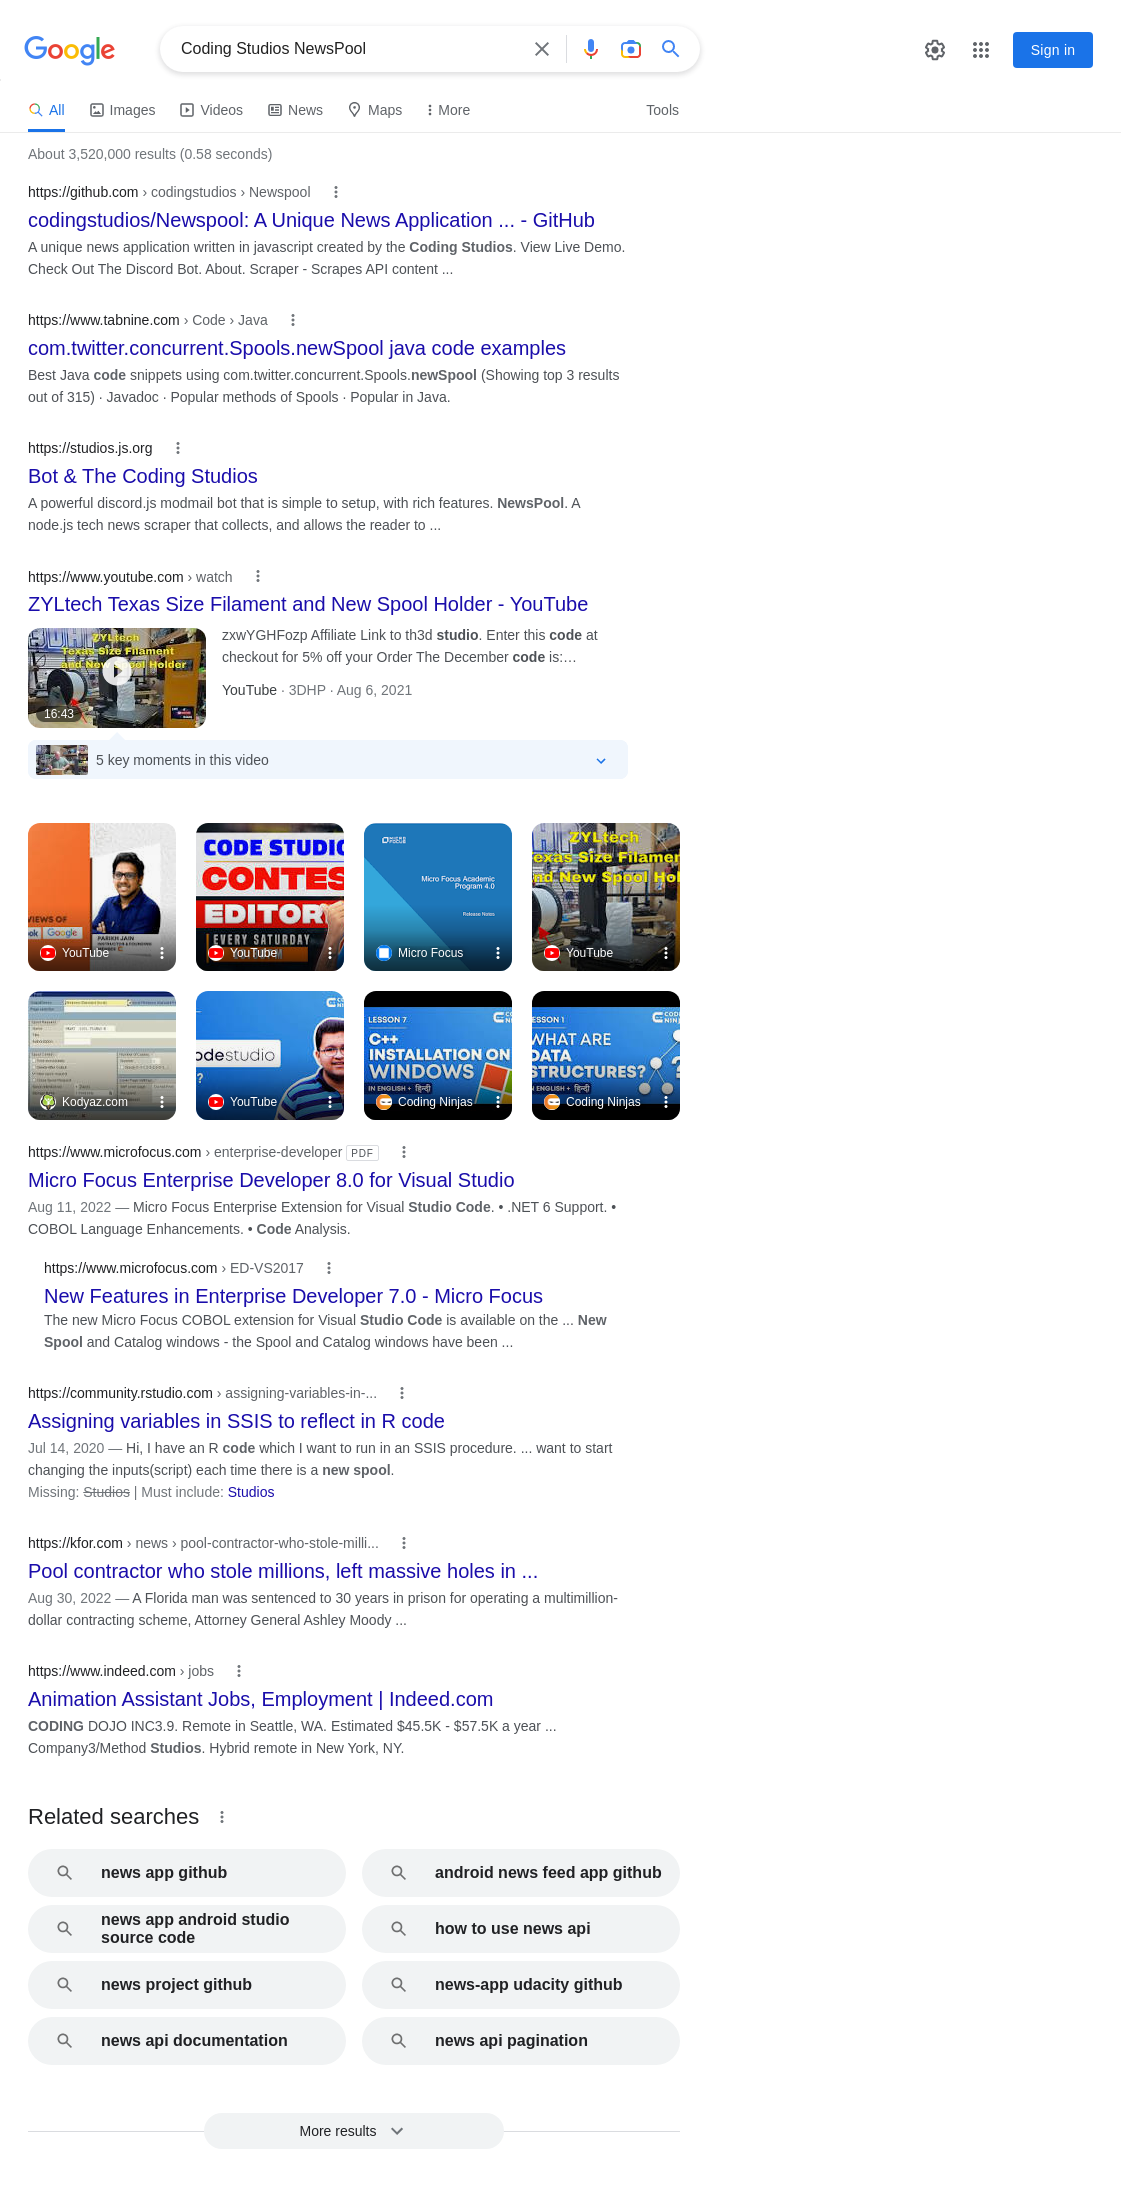 Google
Coding Studios NewsPool
Sign in
All
Images
Videos
News
Maps
More
Tools
About 3,520,000 results (0.58 seconds)
https://github.com › codingstudios › Newspool
codingstudios/Newspool: A Unique News Application ... - GitHub
A unique news application written in javascript created by the Coding Studios. View Live Demo.
Check Out The Discord Bot. About. Scraper - Scrapes API content ...
https://www.tabnine.com › Code › Java
com.twitter.concurrent.Spools.newSpool java code examples
Best Java code snippets using com.twitter.concurrent.Spools.newSpool (Showing top 3 results
out of 315) · Javadoc · Popular methods of Spools · Popular in Java.
https://studios.js.org
Bot & The Coding Studios
A powerful discord.js modmail bot that is simple to setup, with rich features. NewsPool. A
node.js tech news scraper that collects, and allows the reader to ...
https://www.youtube.com › watch
ZYLtech Texas Size Filament and New Spool Holder - YouTube
ZYLtech
Texas Size Filament
and New Spool Holder
16:43
zxwYGHFozp Affiliate Link to th3d studio. Enter this code at
checkout for 5% off your Order The December code is:…
YouTube · 3DHP · Aug 6, 2021
5 key moments in this video
VIEWS OF
ook Google
PARIKH JAIN
YouTube
CODE STUDIO
CONTES
EDITOR
EVERY SATURDAY
YouTube
Micro Focus Academic
Program 4.0
Release Notes
Micro Focus
ZYLtech
exas Size Filamen
nd New Spool Hol
YouTube
Kodyaz.com
odestudio
?
YouTube
LESSON 7
C++
INSTALLATION ON
WINDOWS
IN ENGLISH + हिन्दी
Coding Ninjas
ESSON 1
WHAT ARE
DATA
STRUCTURES?
IN ENGLISH + हिन्दी
Coding Ninjas
https://www.microfocus.com › enterprise-developer PDF
Micro Focus Enterprise Developer 8.0 for Visual Studio
Aug 11, 2022 — Micro Focus Enterprise Extension for Visual Studio Code. • .NET 6 Support. •
COBOL Language Enhancements. • Code Analysis.
https://www.microfocus.com › ED-VS2017
New Features in Enterprise Developer 7.0 - Micro Focus
The new Micro Focus COBOL extension for Visual Studio Code is available on the ... New
Spool and Catalog windows - the Spool and Catalog windows have been ...
https://community.rstudio.com › assigning-variables-in-...
Assigning variables in SSIS to reflect in R code
Jul 14, 2020 — Hi, I have an R code which I want to run in an SSIS procedure. ... want to start
changing the inputs(script) each time there is a new spool.
Missing: Studios | Must include: Studios
https://kfor.com › news › pool-contractor-who-stole-milli...
Pool contractor who stole millions, left massive holes in ...
Aug 30, 2022 — A Florida man was sentenced to 30 years in prison for operating a multimillion-
dollar contracting scheme, Attorney General Ashley Moody ...
https://www.indeed.com › jobs
Animation Assistant Jobs, Employment | Indeed.com
CODING DOJO INC3.9. Remote in Seattle, WA. Estimated $45.5K - $57.5K a year ...
Company3/Method Studios. Hybrid remote in New York, NY.
Related searches
news app github
android news feed app github
news app android studio
source code
how to use news api
news project github
news-app udacity github
news api documentation
news api pagination
More results